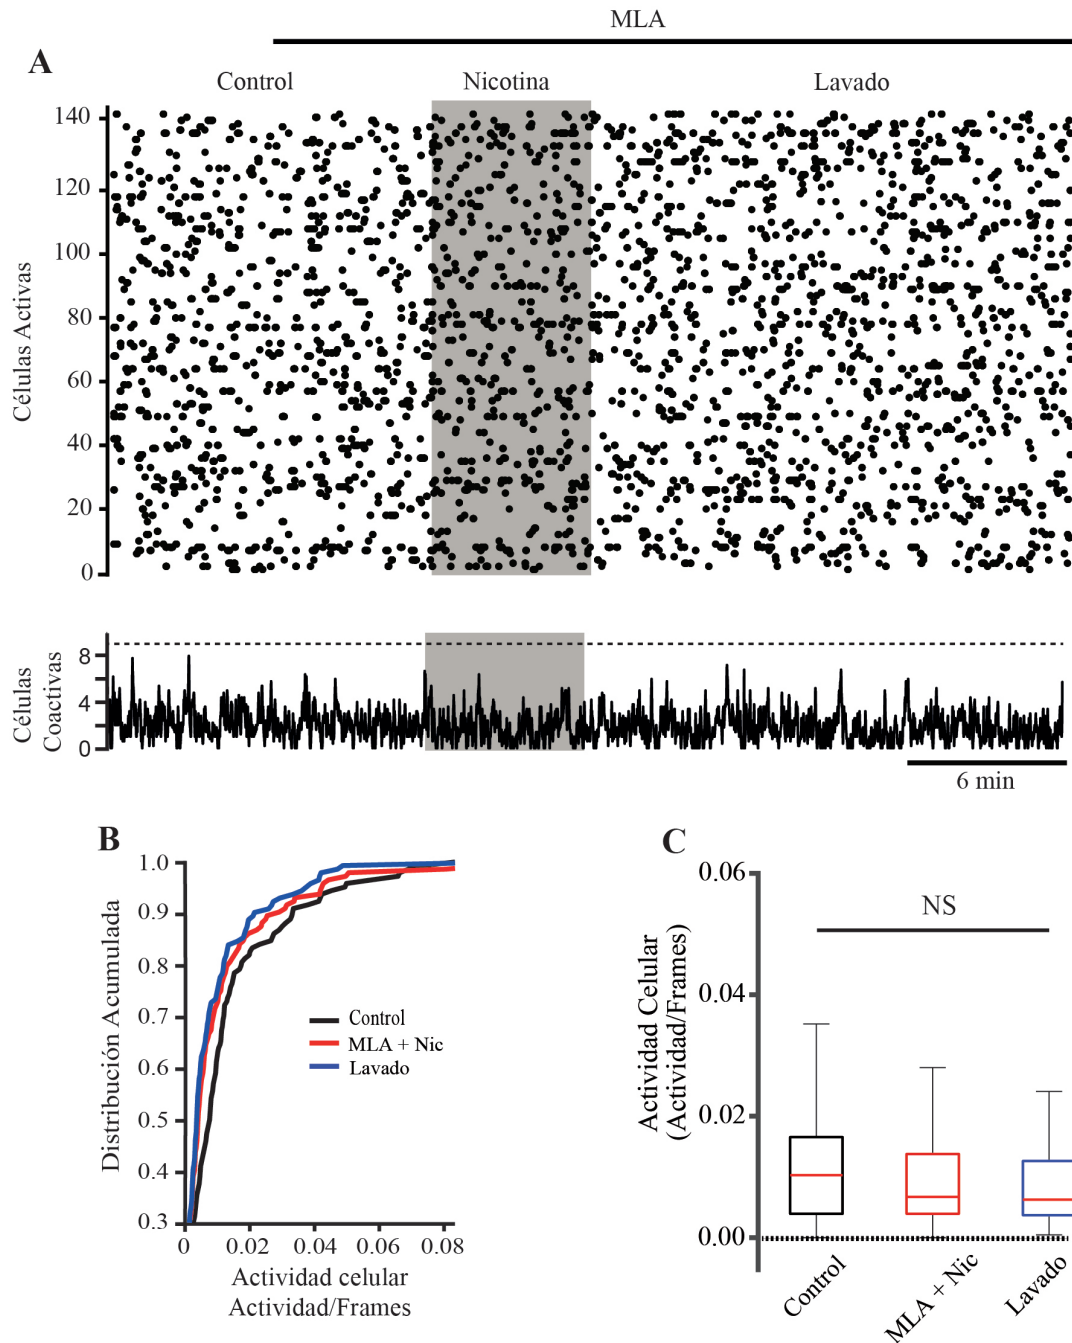 MLA
A
Control Nicotina Lavado
140
120
100
80
60
40
20
0
Células Activas
8
4
0
Células
Coactivas
6 min
B
1.0
0.9
0.8
0.7
0.6
0.5
0.4
0.3
Distribución Acumulada
Control
MLA + Nic
Lavado
0 0.02 0.04 0.06 0.08
Actividad celular
Actividad/Frames
C
0.06
0.04
0.02
0.00
Actividad Celular
(Actividad/Frames)
NS
Control
MLA + Nic
Lavado